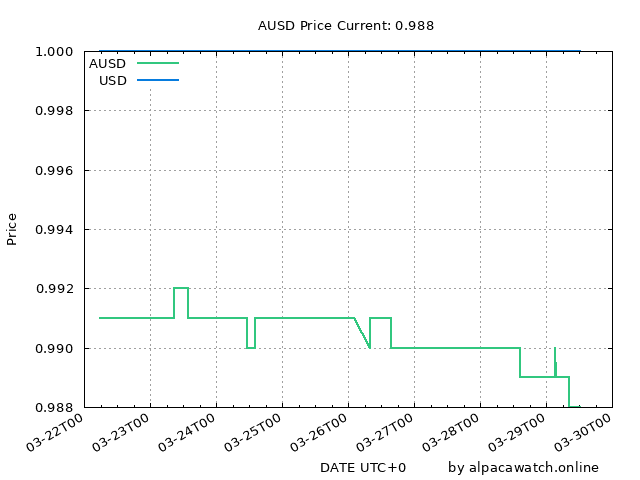 AUSD Price Current: 0.988
1.000
AUSD
USD
0.998
0.996
0.994
Price
0.992
0.990
0.988
03-22T00
03-23T00
03-24T00
03-25T00
03-26T00
03-27T00
03-28T00
03-29T00
03-30T00
DATE UTC+0
by alpacawatch.online